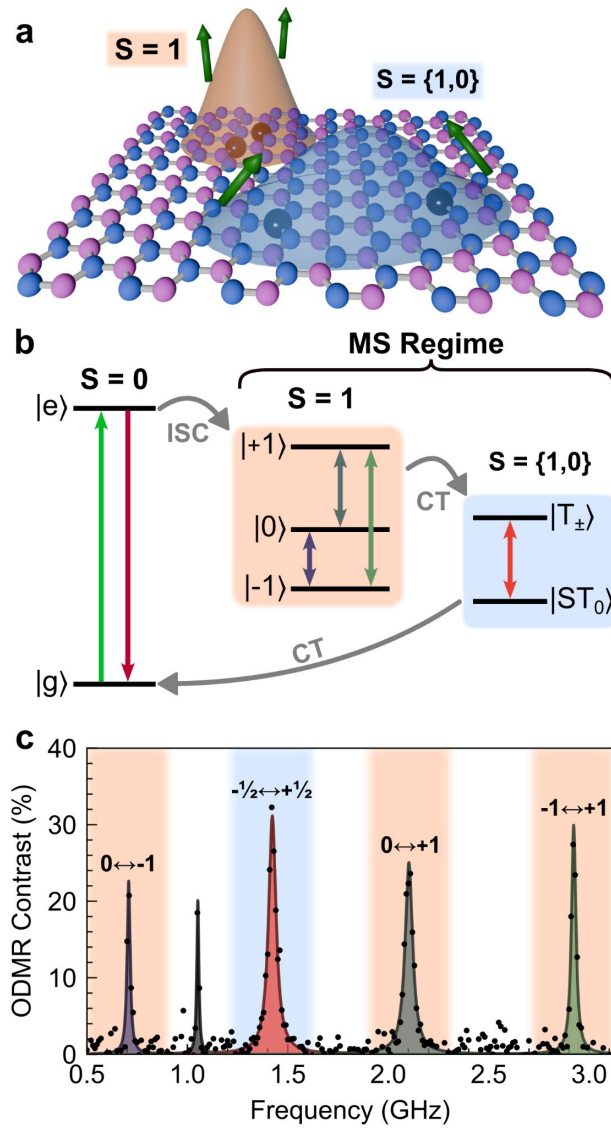 a
S = 1
S = {1,0}
b
MS Regime
S = 0
S = 1
S = {1,0}
|e⟩
ISC
|+1⟩
CT
|T±⟩
|0⟩
|-1⟩
|ST₀⟩
CT
|g⟩
c
ODMR Contrast (%)
40
30
20
10
0
0↔-1
-½↔+½
0↔+1
-1↔+1
0.5 1.0 1.5 2.0 2.5 3.0
Frequency (GHz)